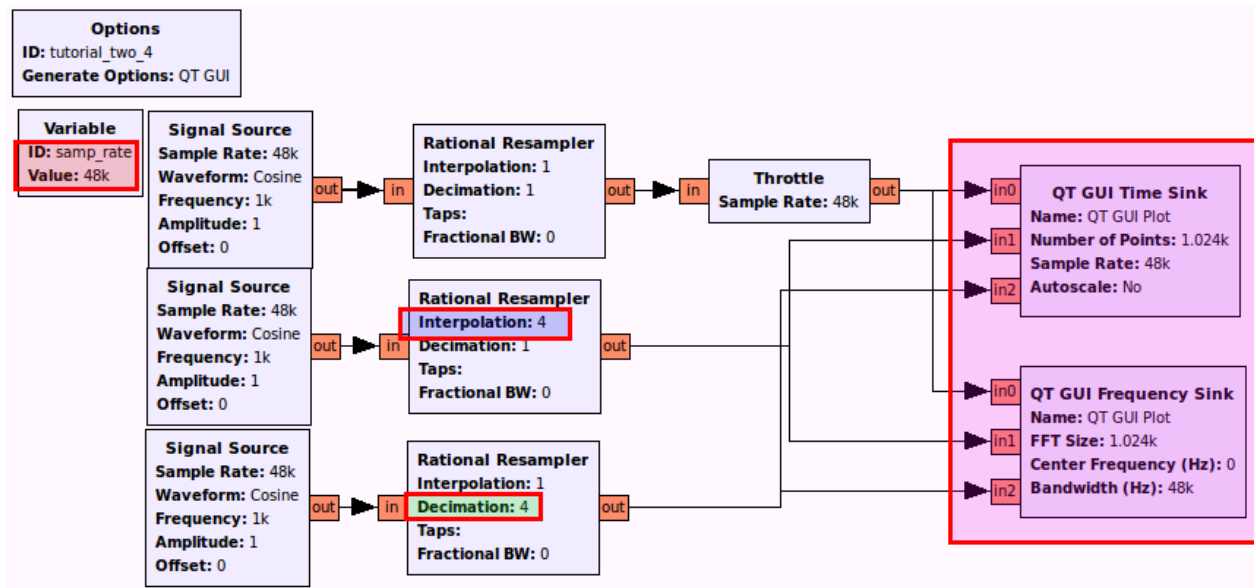 Options
ID: tutorial_two_4
Generate Options: QT GUI
Variable
ID: samp_rate
Value: 48k
Signal Source
Sample Rate: 48k
Waveform: Cosine
Frequency: 1k
Amplitude: 1
Offset: 0
out
in
Rational Resampler
Interpolation: 1
Decimation: 1
Taps:
Fractional BW: 0
out
in
Throttle
Sample Rate: 48k
out
in0
in1
in2
QT GUI Time Sink
Name: QT GUI Plot
Number of Points: 1.024k
Sample Rate: 48k
Autoscale: No
Signal Source
Sample Rate: 48k
Waveform: Cosine
Frequency: 1k
Amplitude: 1
Offset: 0
out
in
Rational Resampler
Interpolation: 4
Decimation: 1
Taps:
Fractional BW: 0
out
in0
in1
in2
QT GUI Frequency Sink
Name: QT GUI Plot
FFT Size: 1.024k
Center Frequency (Hz): 0
Bandwidth (Hz): 48k
Signal Source
Sample Rate: 48k
Waveform: Cosine
Frequency: 1k
Amplitude: 1
Offset: 0
out
in
Rational Resampler
Interpolation: 1
Decimation: 4
Taps:
Fractional BW: 0
out